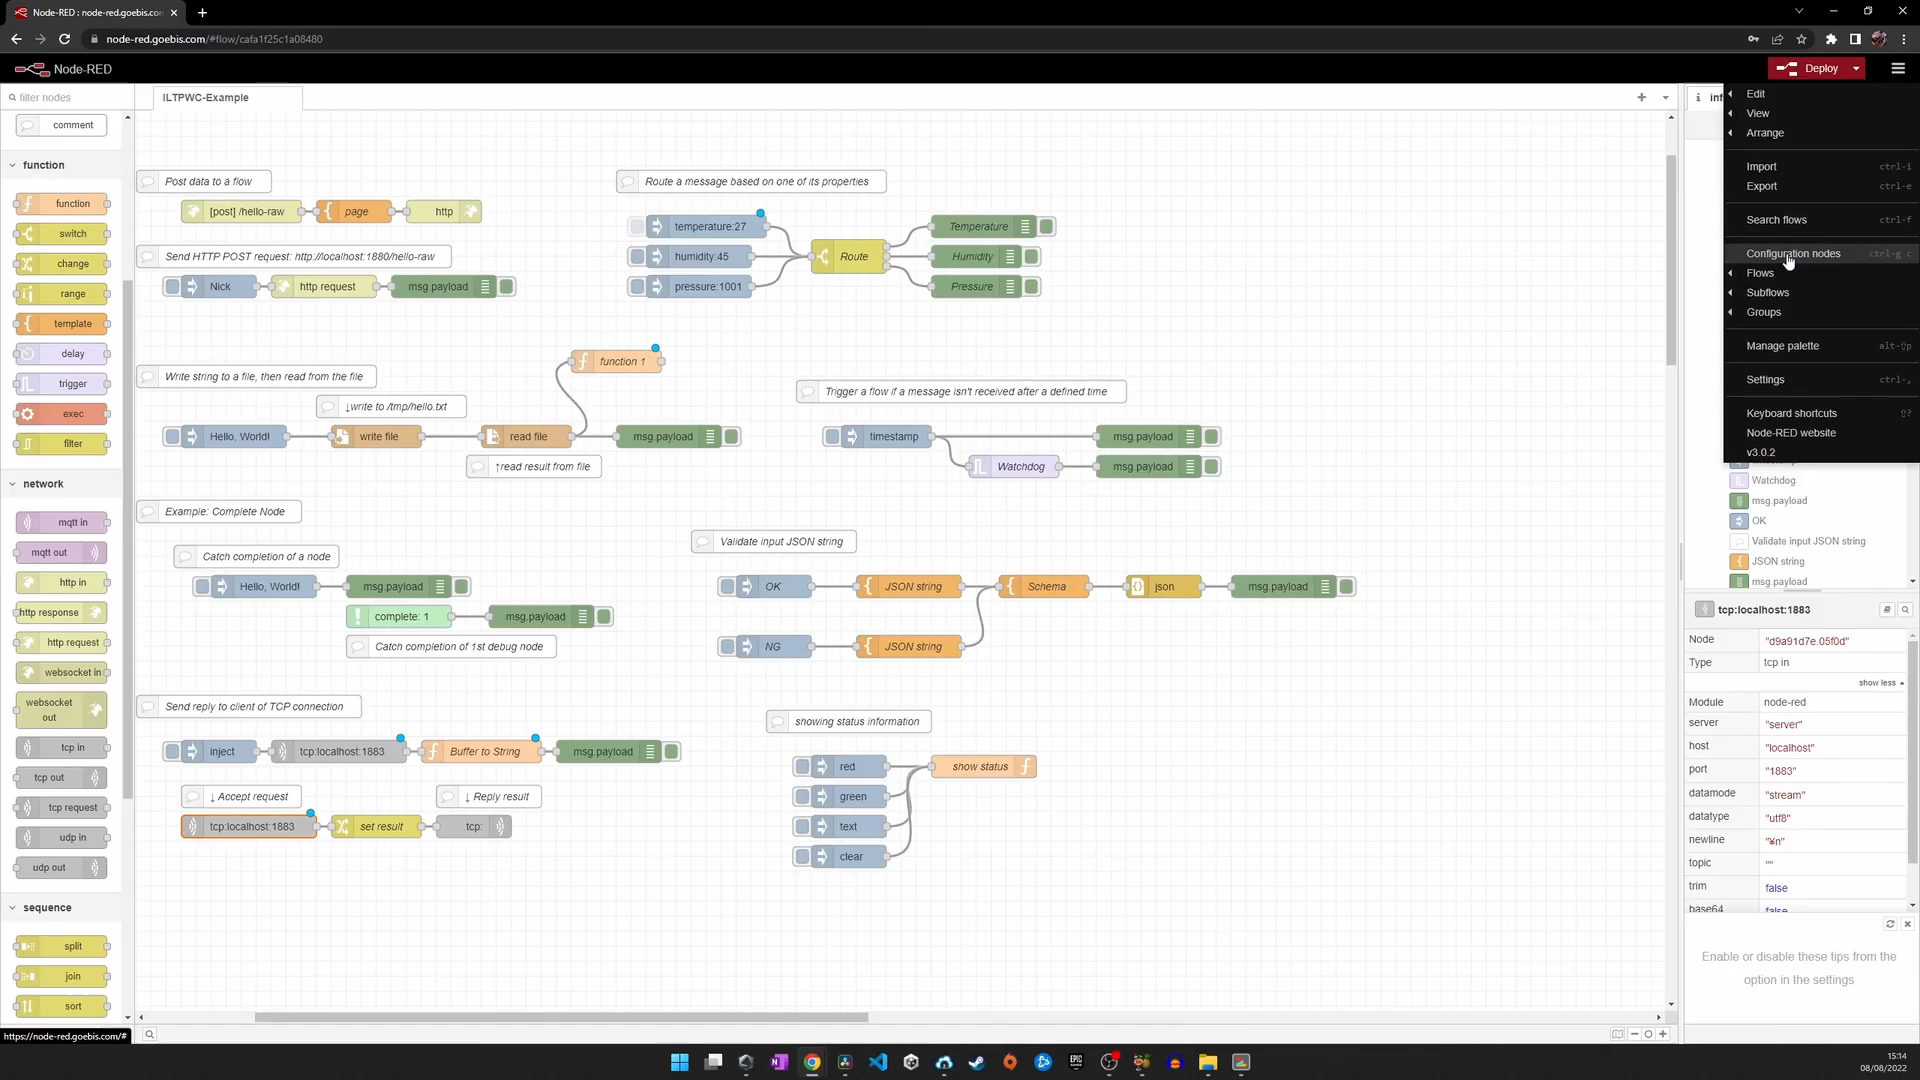 Node-RED : node-red.goebis.com
node-red.goebis.com/#flow/cafa1f25c1a08480
Node-RED
Deploy
filter nodes
ILTPWC-Example
inf
comment
function
function
switch
change
range
template
delay
trigger
exec
filter
network
mqtt in
mqtt out
http in
http response
http request
websocket in
websocket
out
tcp in
tcp out
tcp request
udp in
udp out
sequence
split
join
sort
https://node-red.goebis.com/#
Post data to a flow
[post] /hello-raw
page
http
Send HTTP POST request: http://localhost:1880/hello-raw
Nick
http request
msg.payload
Route a message based on one of its properties
temperature:27
humidity:45
pressure:1001
Route
Temperature
Humidity
Pressure
function 1
Write string to a file, then read from the file
↓write to /tmp/hello.txt
Hello, World!
write file
read file
msg.payload
↑read result from file
Trigger a flow if a message isn't received after a defined time
timestamp
msg.payload
Watchdog
msg.payload
Example: Complete Node
Catch completion of a node
Hello, World!
msg.payload
complete: 1
msg.payload
Catch completion of 1st debug node
Validate input JSON string
OK
JSON string
Schema
json
msg.payload
NG
JSON string
Send reply to client of TCP connection
inject
tcp:localhost:1883
Buffer to String
msg.payload
↓ Accept request
↓ Reply result
tcp:localhost:1883
set result
tcp:
showing status information
red
green
text
clear
show status
Edit
View
Arrange
Import ctrl-i
Export ctrl-e
Search flows ctrl-f
Configuration nodes ctrl-g c
Flows
Subflows
Groups
Manage palette alt-⇧p
Settings ctrl-,
Keyboard shortcuts ⇧?
Node-RED website
v3.0.2
Watchdog
msg.payload
OK
Validate input JSON string
JSON string
msg.payload
tcp:localhost:1883
Node "d9a91d7e.05f0d"
Type tcp in
show less
Module node-red
server "server"
host "localhost"
port "1883"
datamode "stream"
datatype "utf8"
newline "¥n"
topic ""
trim false
base64 false
Enable or disable these tips from the
option in the settings
EPIC
15:14
08/08/2022